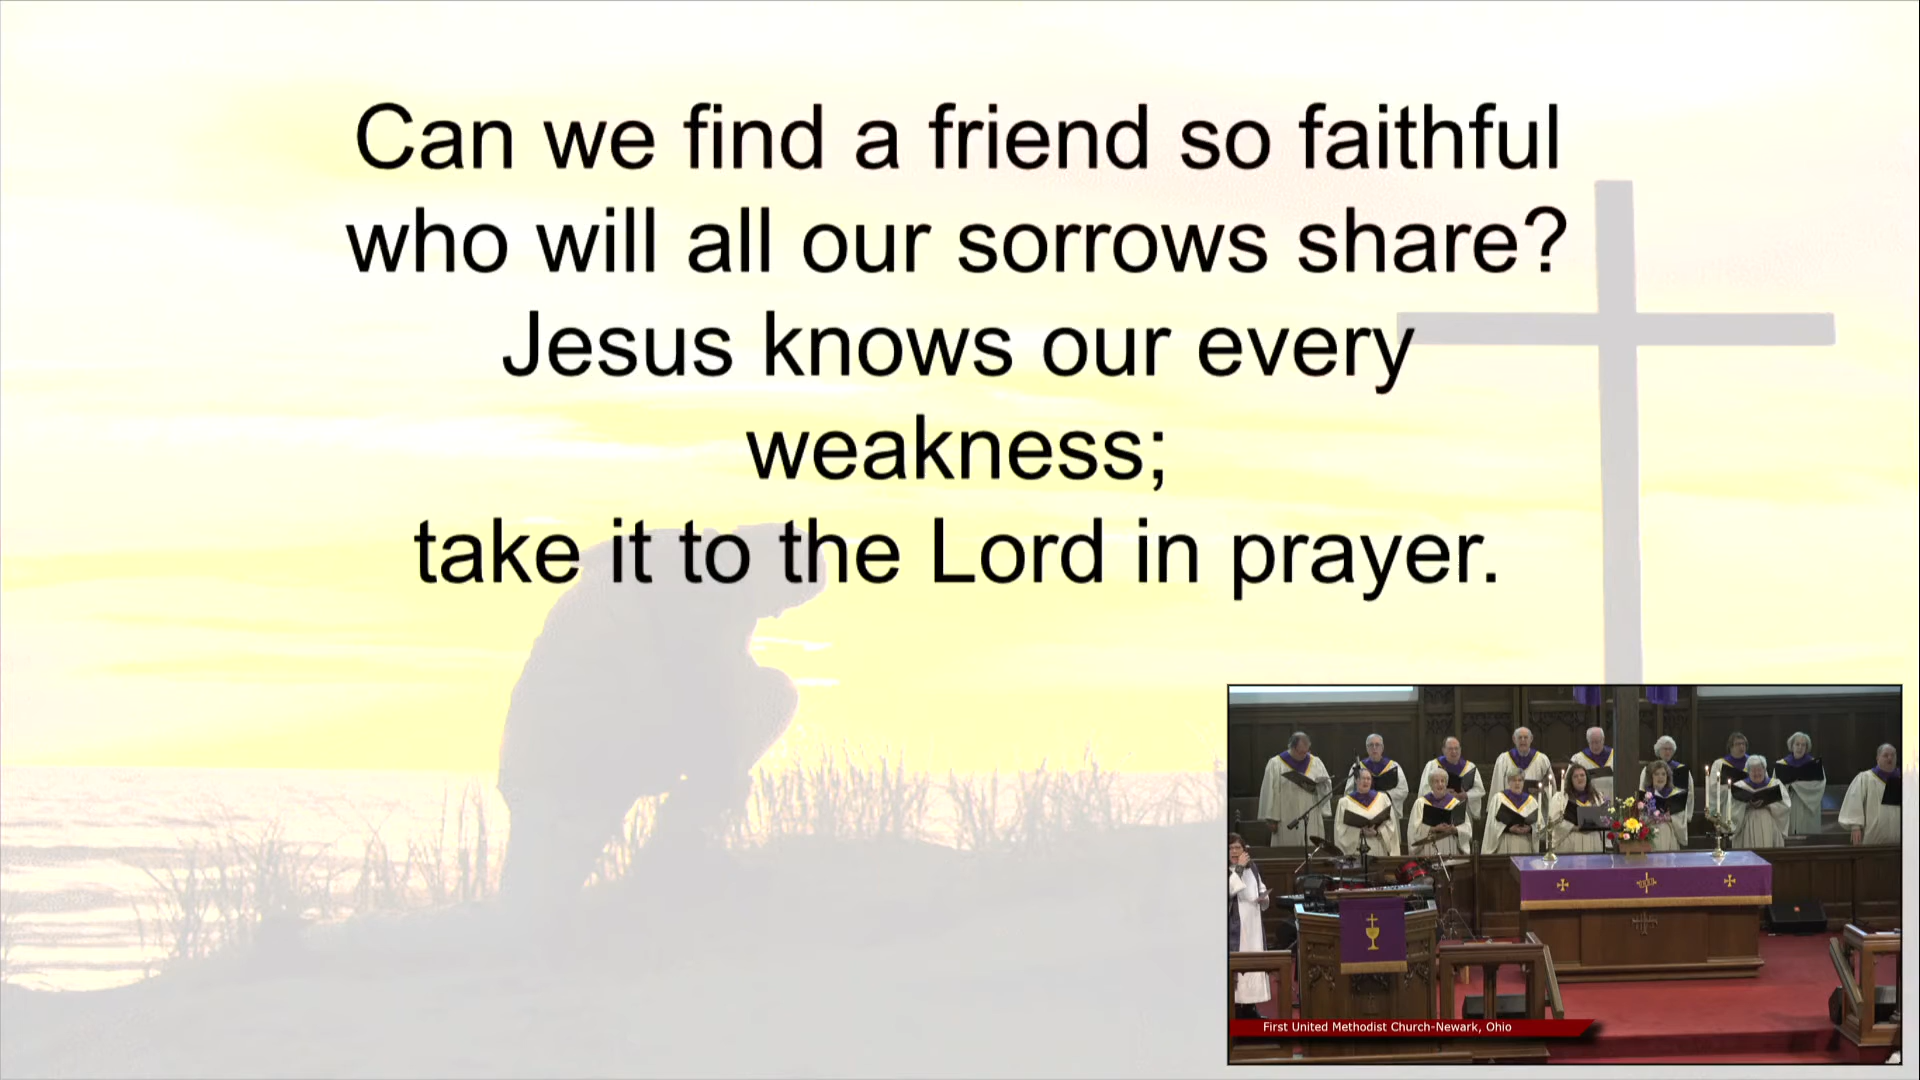 Can we find a friend so faithful
who will all our sorrows share?
Jesus knows our every
weakness;
take it to the Lord in prayer.
First United Methodist Church-Newark, Ohio